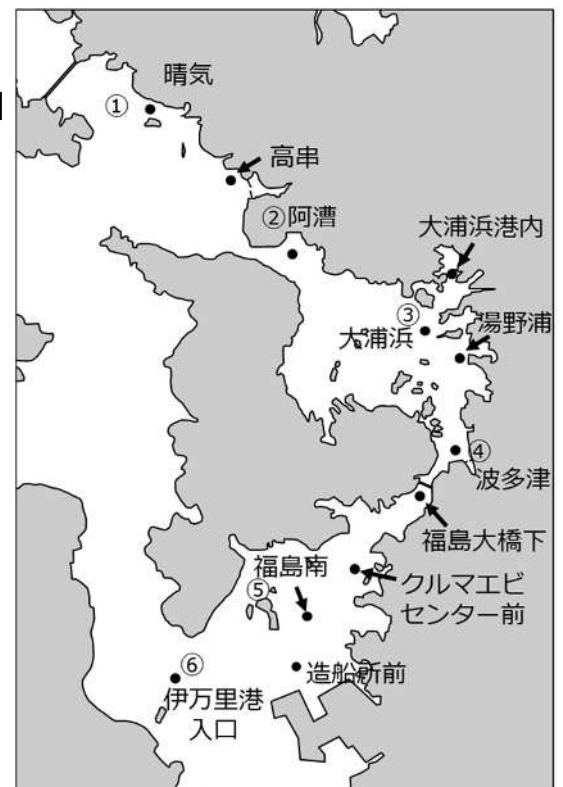 晴気
①
高串
②阿漕
大浦浜港内
③
大浦浜
湯野浦
④
波多津
福島大橋下
クルマエビ
センター前
福島南
⑤
造船所前
⑥
伊万里港
入口